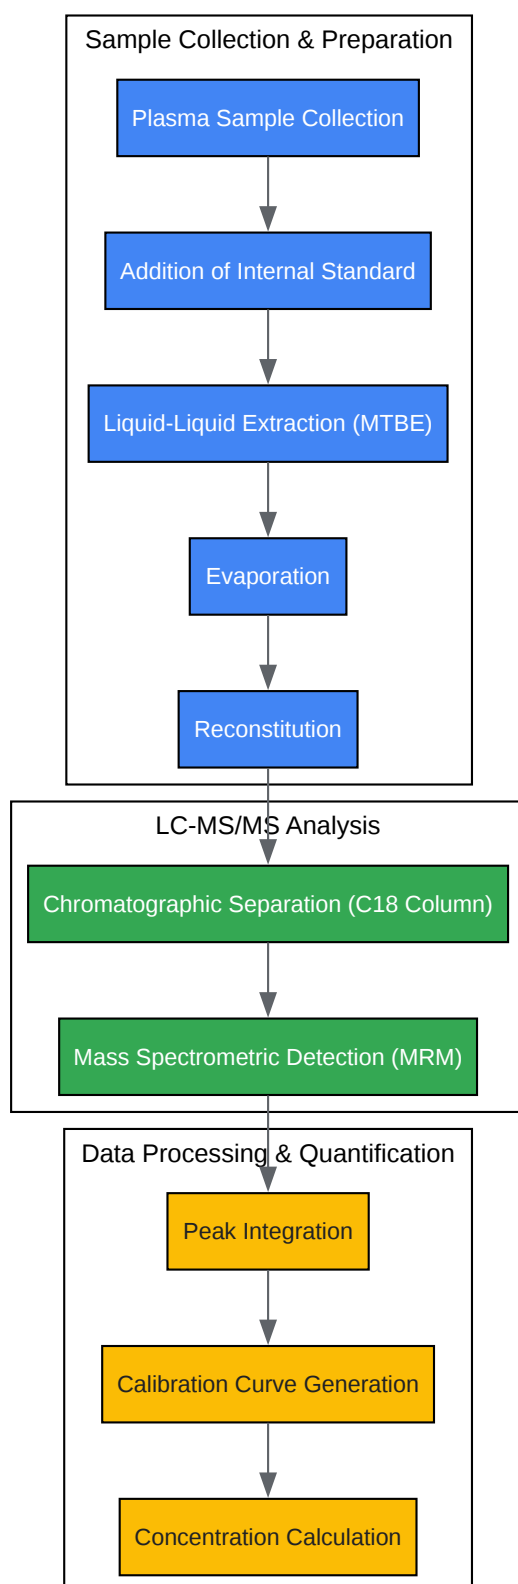 Sample Collection & Preparation
Plasma Sample Collection
Addition of Internal Standard
Liquid-Liquid Extraction (MTBE)
Evaporation
Reconstitution
LC-MS/MS Analysis
Chromatographic Separation (C18 Column)
Mass Spectrometric Detection (MRM)
Data Processing & Quantification
Peak Integration
Calibration Curve Generation
Concentration Calculation